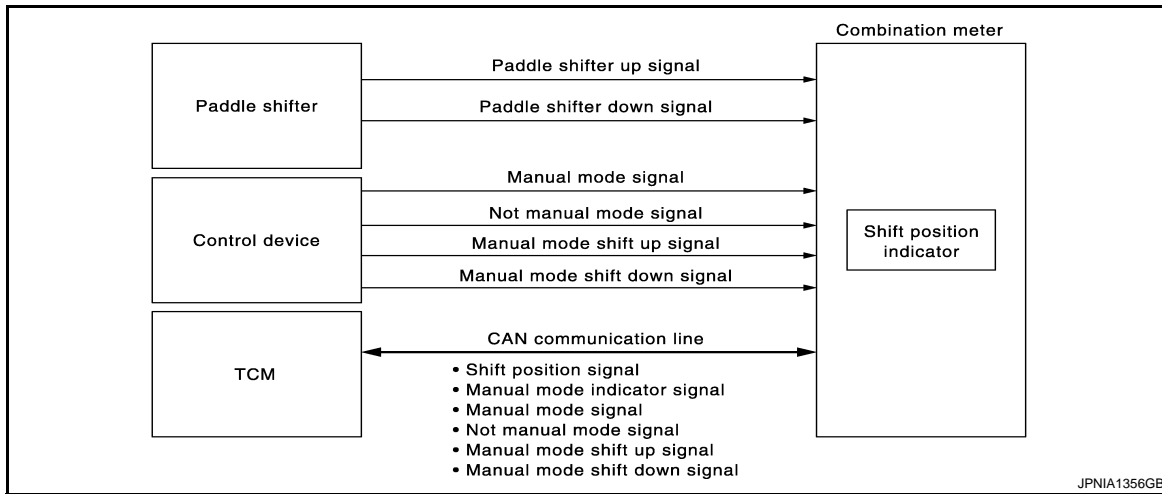 Combination meter
Paddle shifter
Paddle shifter up signal
Paddle shifter down signal
Control device
Manual mode signal
Not manual mode signal
Manual mode shift up signal
Manual mode shift down signal
Shift position
indicator
TCM
CAN communication line
• Shift position signal
• Manual mode indicator signal
• Manual mode signal
• Not manual mode signal
• Manual mode shift up signal
• Manual mode shift down signal
JPNIA1356GB